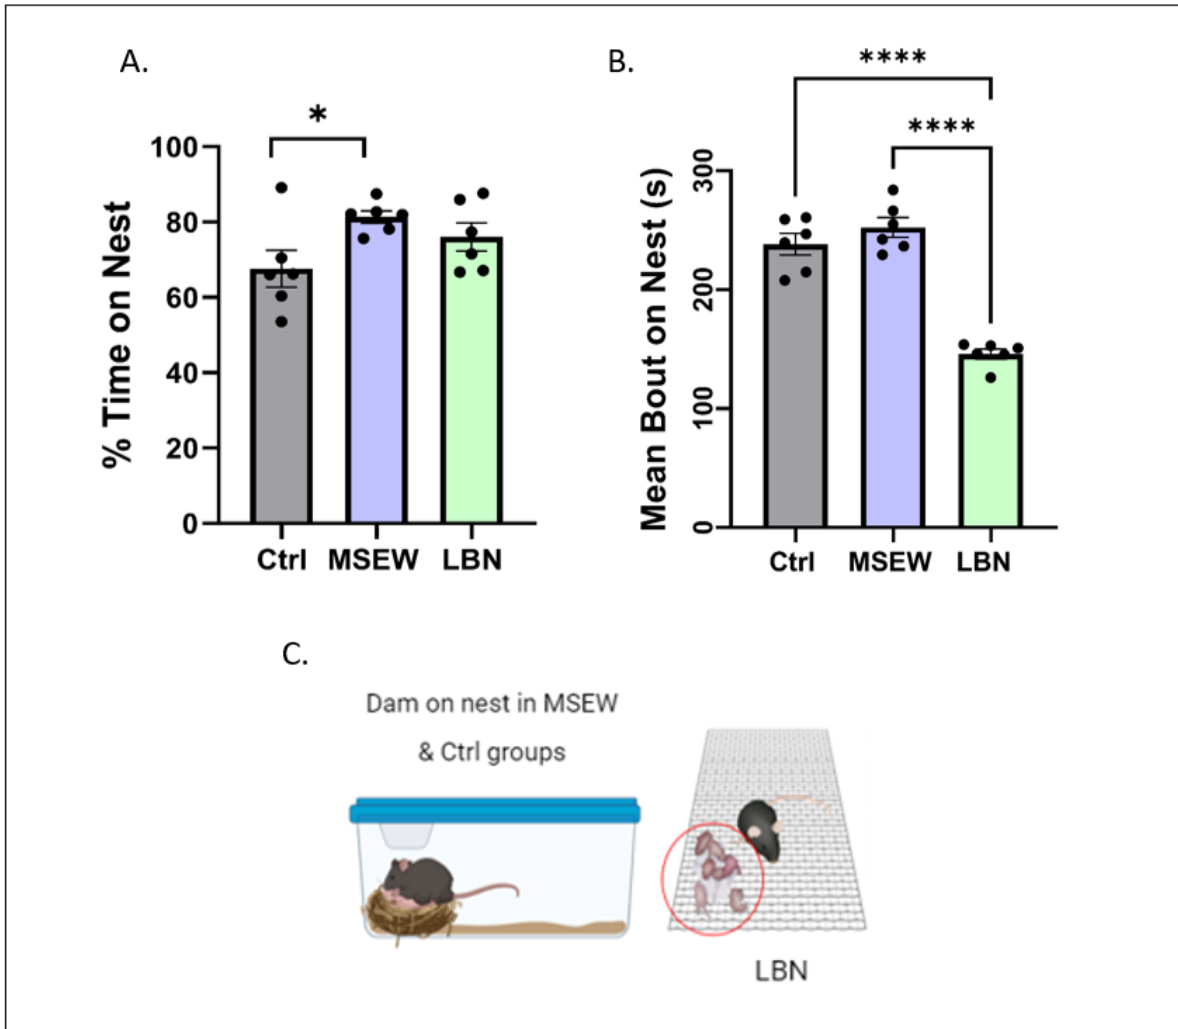 A.
*
% Time on Nest
100
80
60
40
20
0
Ctrl MSEW LBN
B.
****
****
Mean Bout on Nest (s)
300
200
100
0
Ctrl MSEW LBN
C.
Dam on nest in MSEW
& Ctrl groups
LBN